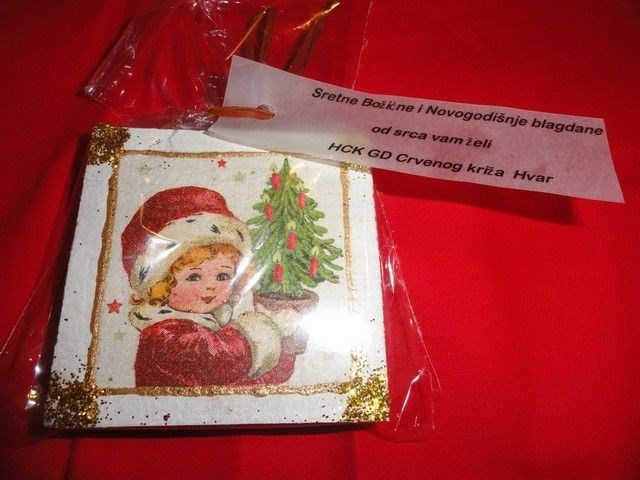 Sretne Božićne i Novogodišnje blagdane
od srca vam želi
HCK GD Crvenog križa Hvar